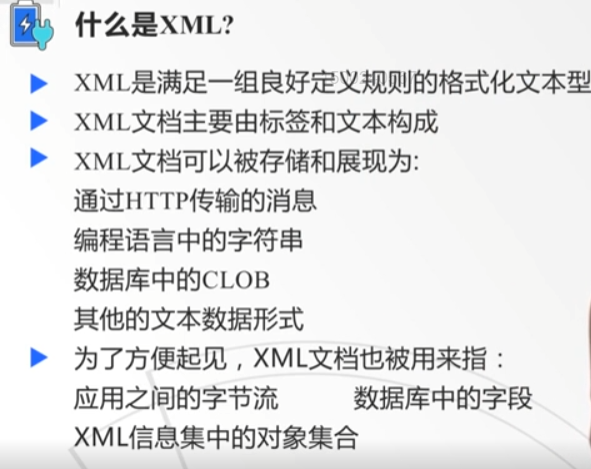 什么是XML?
XML是满足一组良好定义规则的格式化文本型
XML文档主要由标签和文本构成
XML文档可以被存储和展现为:
通过HTTP传输的消息
编程语言中的字符串
数据库中的CLOB
其他的文本数据形式
为了方便起见，XML文档也被用来指：
应用之间的字节流 数据库中的字段
XML信息集中的对象集合